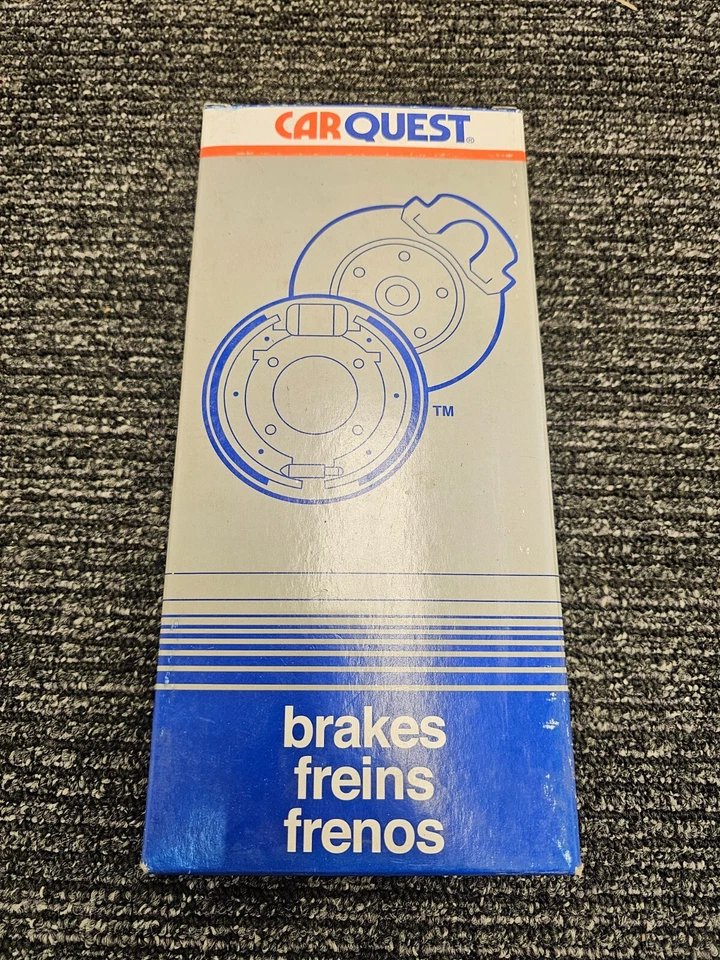 CARQUEST®
TM
brakes
freins
frenos